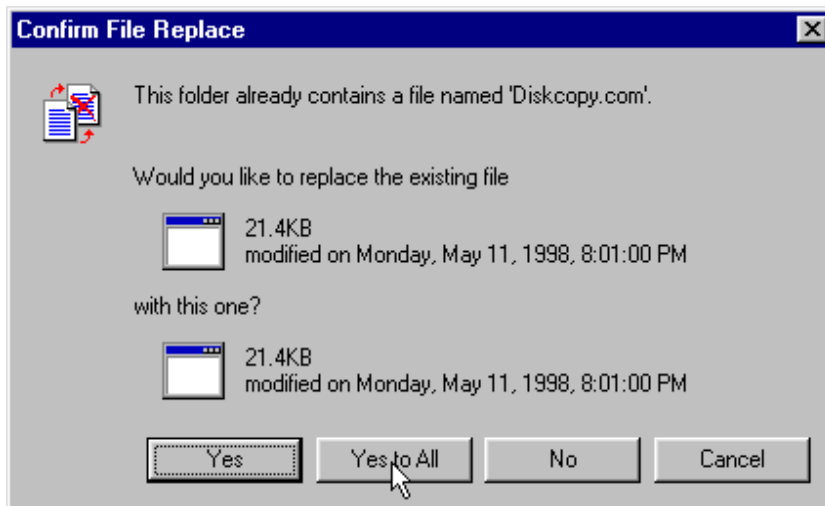 Confirm File Replace
This folder already contains a file named 'Diskcopy.com'.
Would you like to replace the existing file
21.4KB
modified on Monday, May 11, 1998, 8:01:00 PM
with this one?
21.4KB
modified on Monday, May 11, 1998, 8:01:00 PM
Yes Yes to All No Cancel